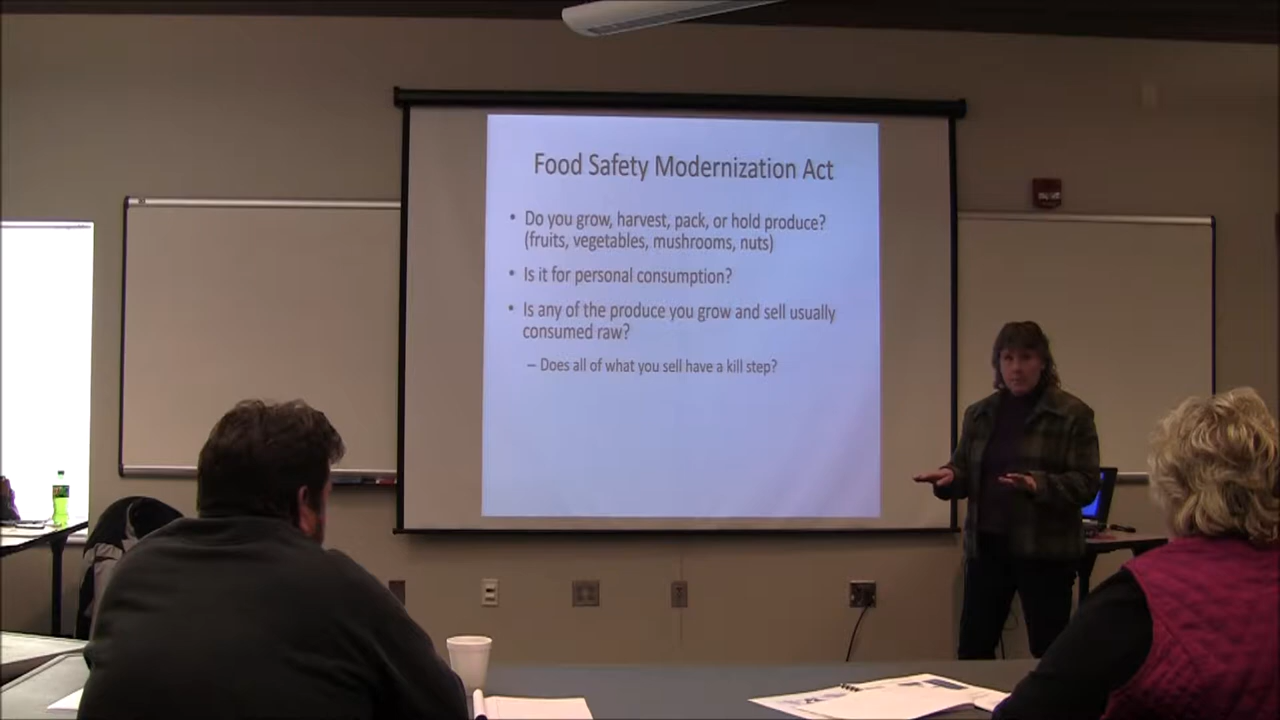 Food Safety Modernization Act
• Do you grow, harvest, pack, or hold produce?
(fruits, vegetables, mushrooms, nuts)
• Is it for personal consumption?
• Is any of the produce you grow and sell usually
consumed raw?
– Does all of what you sell have a kill step?